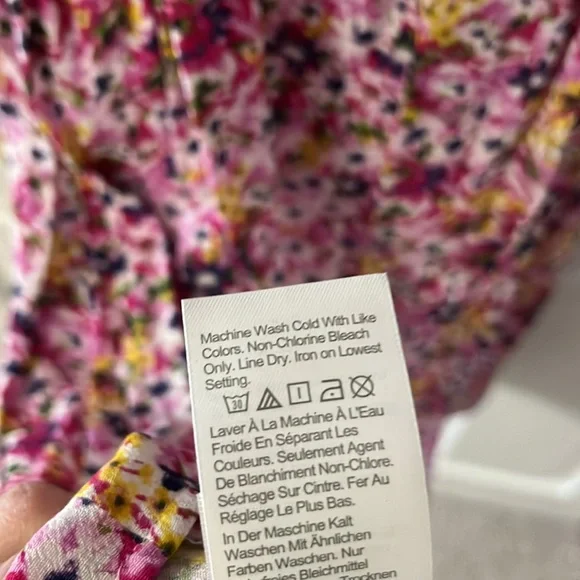 Machine Wash Cold With Like
Colors. Non-Chlorine Bleach
Only. Line Dry. Iron on Lowest
Setting.
30
Laver À La Machine À L'Eau
Froide En Séparant Les
Couleurs. Seulement Agent
De Blanchiment Non-Chlore.
Séchage Sur Cintre. Fer Au
Réglage Le Plus Bas.
In Der Maschine Kalt
Waschen Mit Ähnlichen
Farben Waschen. Nur
Bleichmittel
Trocknen